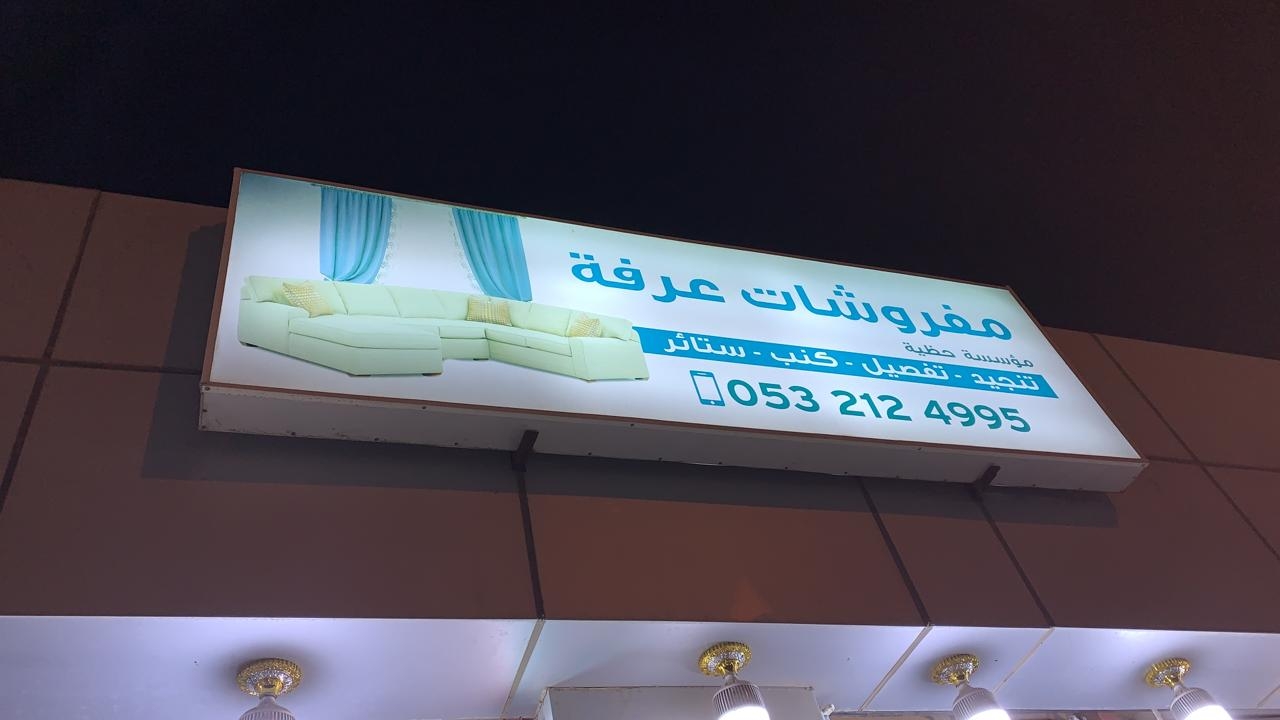 مفروشات عرفة
مؤسسة حظية
تنجيد - تفصيل - كنب - ستائر
053 212 4995